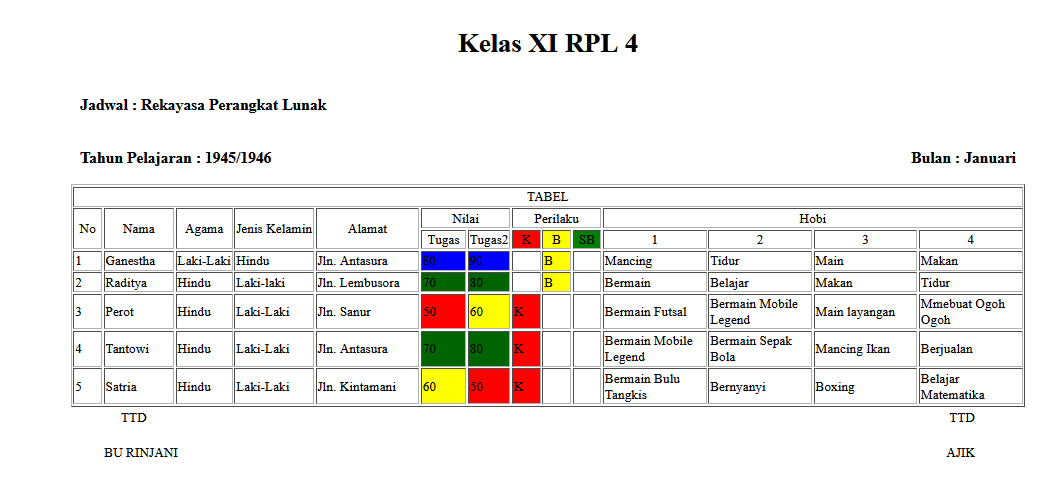 Kelas XI RPL 4
Jadwal : Rekayasa Perangkat Lunak
Tahun Pelajaran : 1945/1946 Bulan : Januari
TABEL
No Nama Agama Jenis Kelamin Alamat Nilai Perilaku Hobi
Tugas Tugas2 K B SB 1 2 3 4
1 Ganestha Laki-Laki Hindu Jln. Antasura 80 90 B Mancing Tidur Main Makan
2 Raditya Hindu Laki-laki Jln. Lembusora 70 80 B Bermain Belajar Makan Tidur
3 Perot Hindu Laki-Laki Jln. Sanur 50 60 K Bermain Futsal Bermain Mobile Legend Main layangan Mmebuat Ogoh Ogoh
4 Tantowi Hindu Laki-Laki Jln. Antasura 70 80 K Bermain Mobile Legend Bermain Sepak Bola Mancing Ikan Berjualan
5 Satria Hindu Laki-Laki Jln. Kintamani 60 50 K Bermain Bulu Tangkis Bernyanyi Boxing Belajar Matematika
TTD TTD
BU RINJANI AJIK